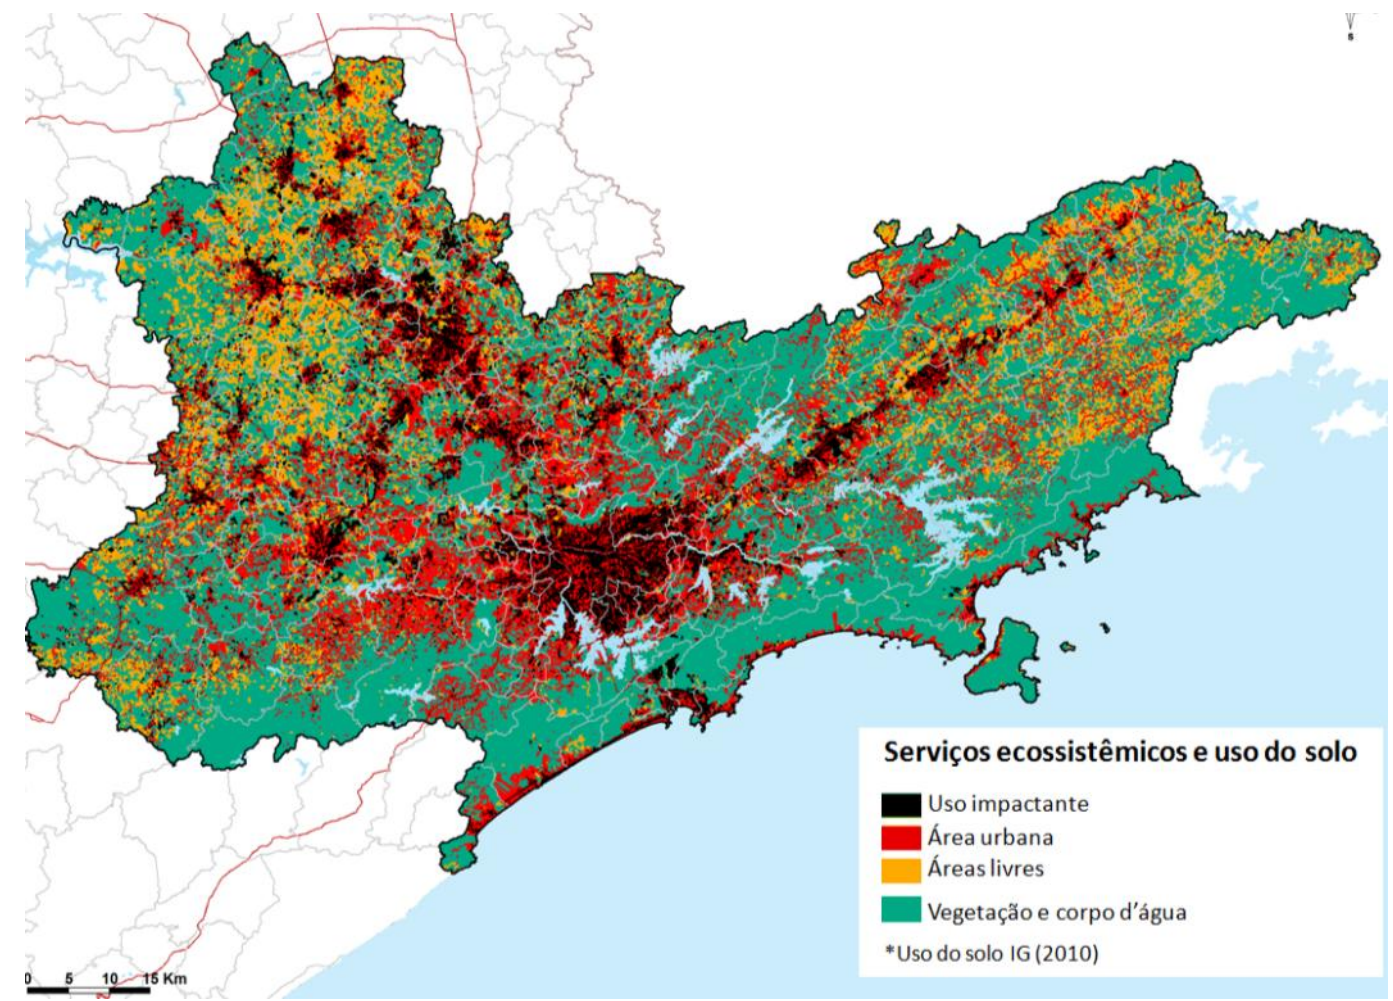 s
Serviços ecossistêmicos e uso do solo
Uso impactante
Área urbana
Áreas livres
Vegetação e corpo d'água
*Uso do solo IG (2010)
0 5 10 15 Km